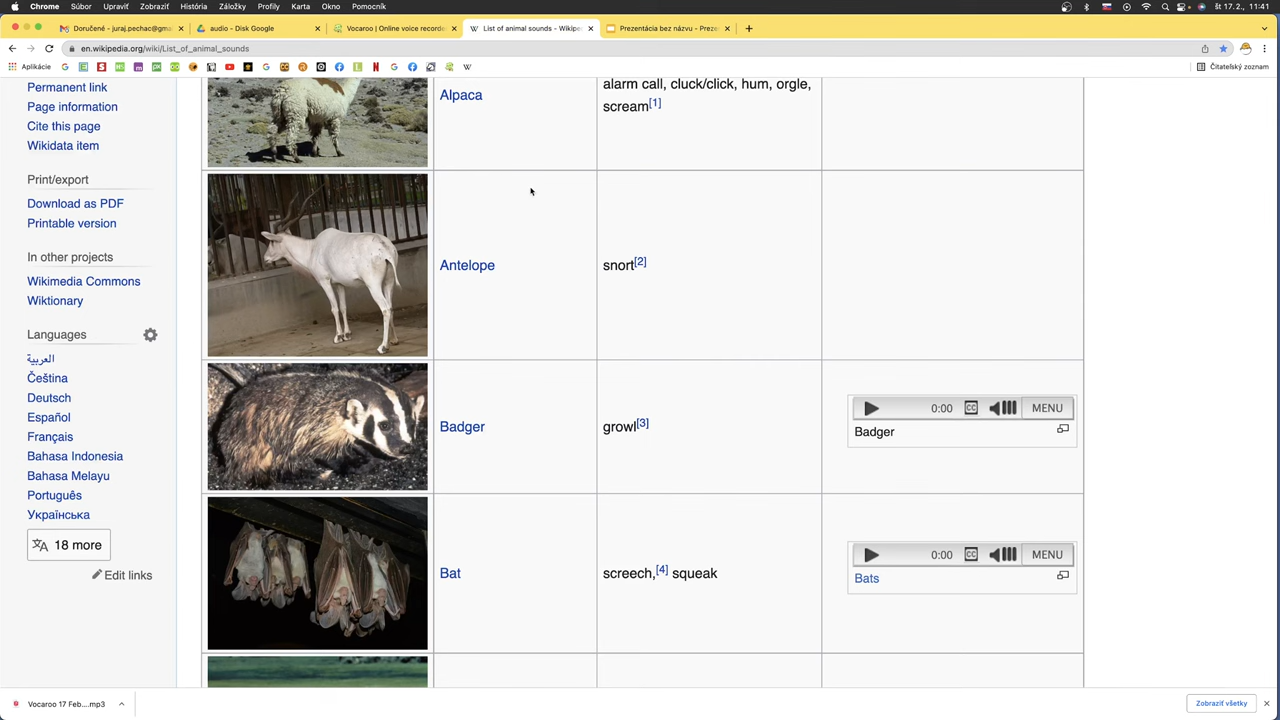 Chrome Súbor Upraviť Zobraziť História Záložky Profily Karta Okno Pomocník
št 17. 2., 11:41
Doručené - juraj.pechac@gma
audio - Disk Google
Vocaroo | Online voice recorde
List of animal sounds - Wikipe
Prezentácia bez názvu - Preze
en.wikipedia.org/wiki/List_of_animal_sounds
Aplikácie
Čitateľský zoznam
Permanent link
Page information
Cite this page
Wikidata item
Print/export
Download as PDF
Printable version
In other projects
Wikimedia Commons
Wiktionary
Languages
العربية
Čeština
Deutsch
Español
Français
Bahasa Indonesia
Bahasa Melayu
Português
Українська
18 more
Edit links
Alpaca
alarm call, cluck/click, hum, orgle,
scream[1]
Antelope
snort[2]
Badger
growl[3]
0:00 CC MENU
Badger
Bat
screech,[4] squeak
0:00 CC MENU
Bats
Vocaroo 17 Feb....mp3
Zobraziť všetky